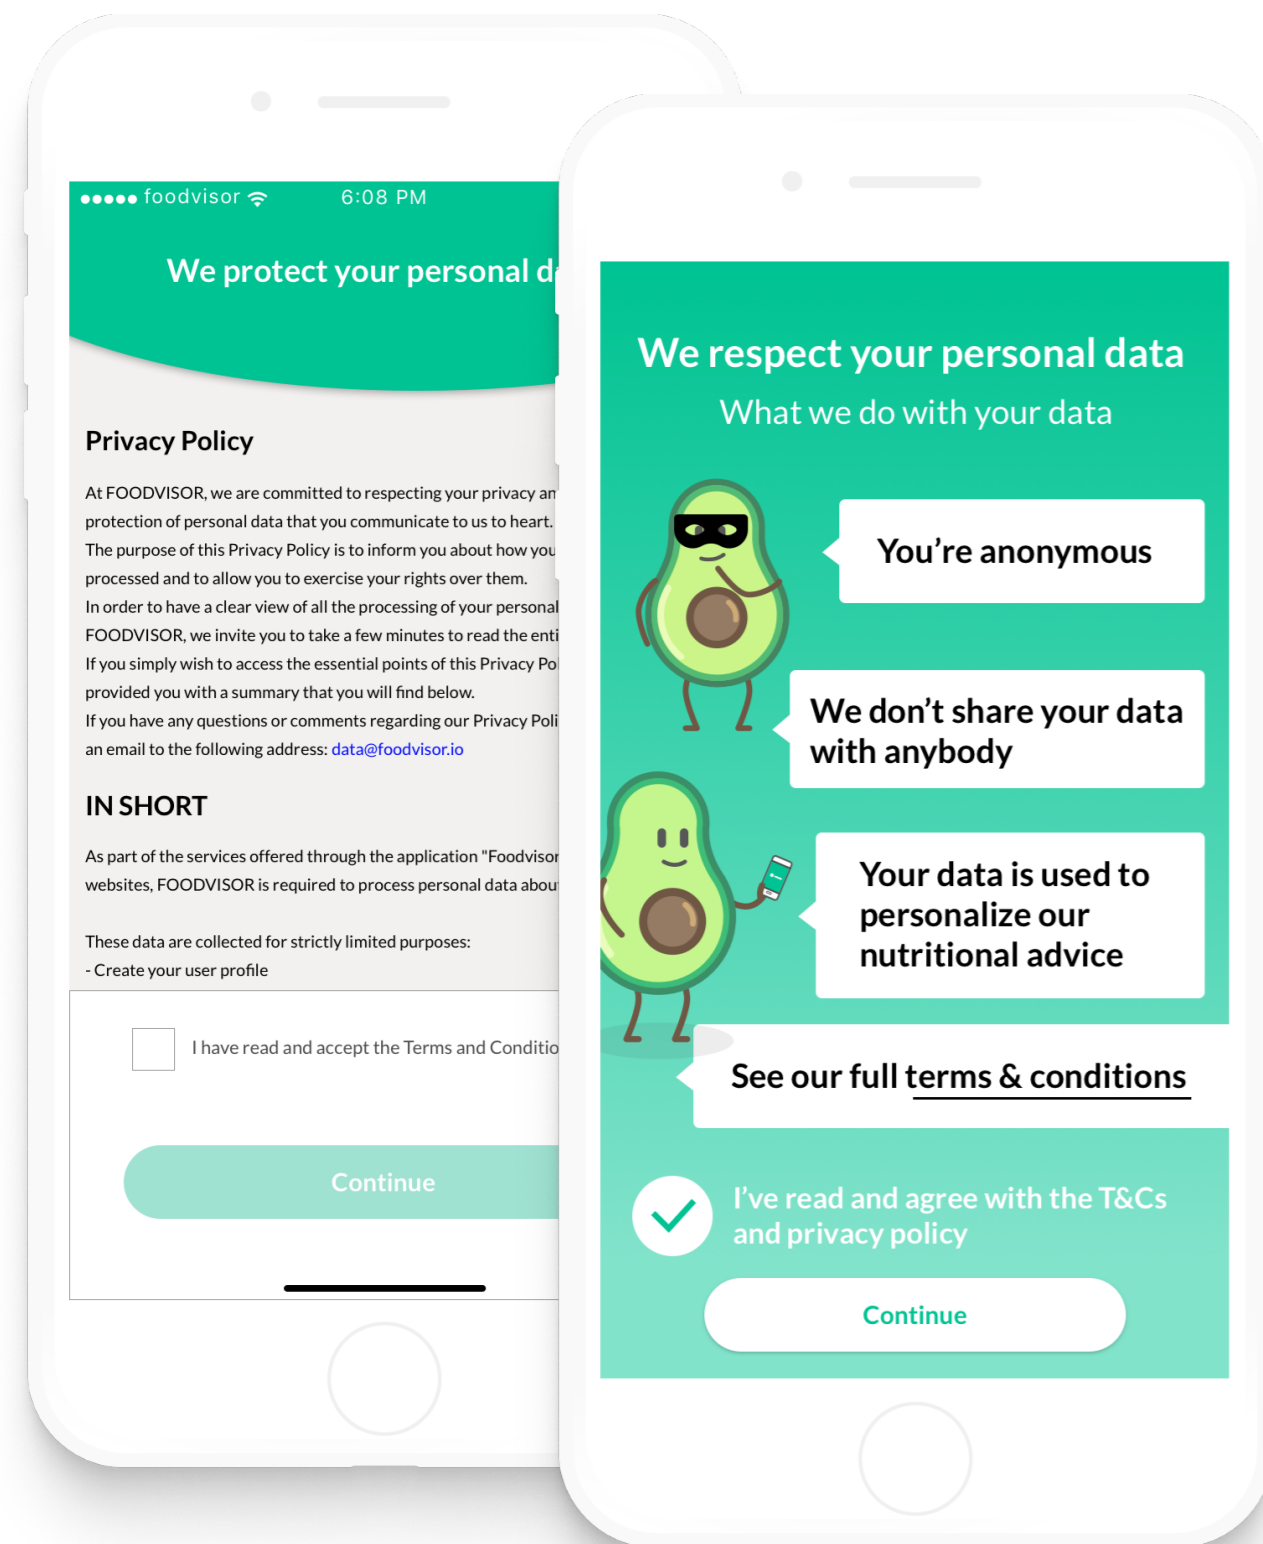 foodvisor 6:08 PM
We protect your personal
Privacy Policy
At FOODVISOR, we are committed to respecting your privacy
protection of personal data that you communicate to us to heart.
The purpose of this Privacy Policy is to inform you about how
processed and to allow you to exercise your rights over them.
In order to have a clear view of all the processing of your personal
FOODVISOR, we invite you to take a few minutes to read the
If you simply wish to access the essential points of this Privacy
provided you with a summary that you will find below.
If you have any questions or comments regarding our Privacy
an email to the following address: data@foodvisor.io
IN SHORT
As part of the services offered through the application "Foodvisor
websites, FOODVISOR is required to process personal data
These data are collected for strictly limited purposes:
- Create your user profile
I have read and accept the Terms and
Continue
We respect your personal data
What we do with your data
You're anonymous
We don't share your data
with anybody
Your data is used to
personalize our
nutritional advice
See our full terms & conditions
I've read and agree with the T&Cs
and privacy policy
Continue